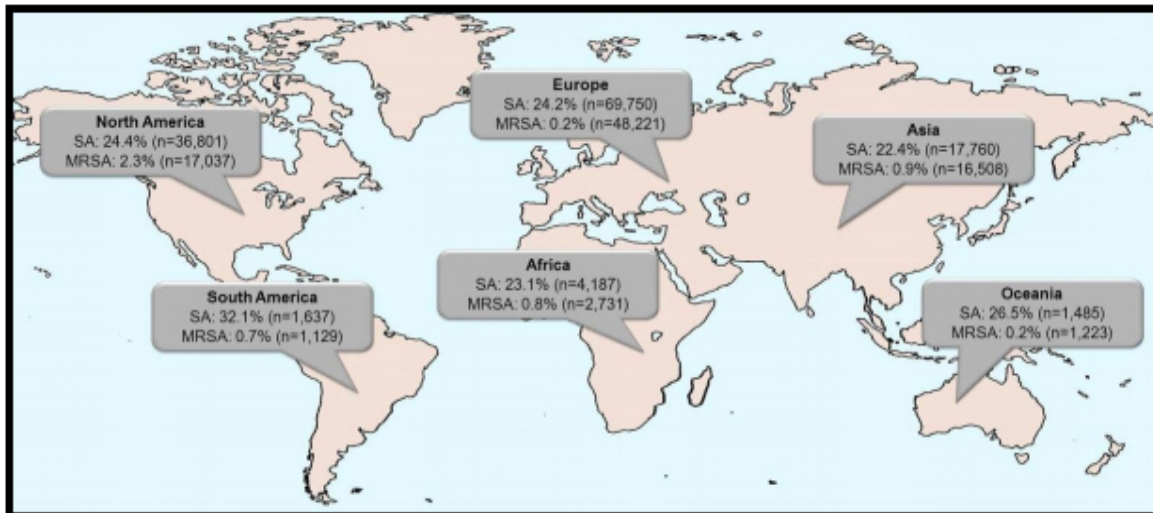 North America
SA: 24.4% (n=36,801)
MRSA: 2.3% (n=17,037)
Europe
SA: 24.2% (n=69,750)
MRSA: 0.2% (n=48,221)
Asia
SA: 22.4% (n=17,760)
MRSA: 0.9% (n=16,508)
South America
SA: 32.1% (n=1,637)
MRSA: 0.7% (n=1,129)
Africa
SA: 23.1% (n=4,187)
MRSA: 0.8% (n=2,731)
Oceania
SA: 26.5% (n=1,485)
MRSA: 0.2% (n=1,223)